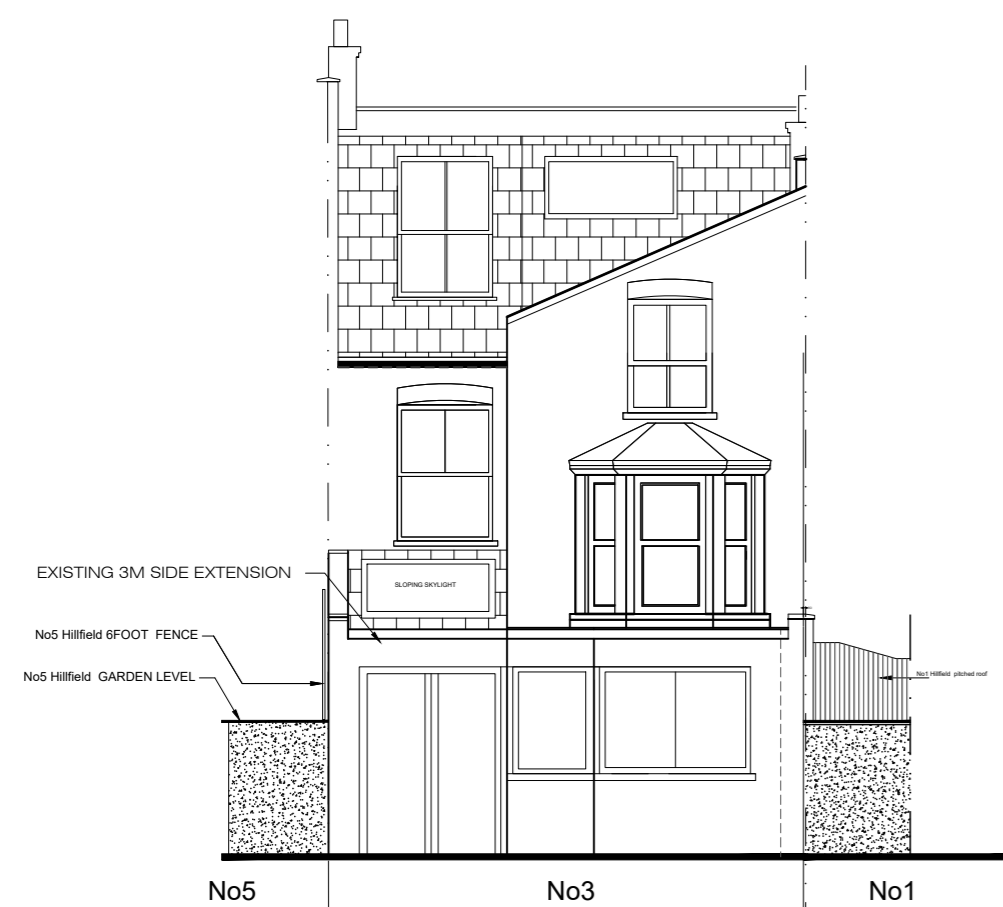 SLOPING SKYLIGHT
EXISTING 3M SIDE EXTENSION
No5 Hillfield 6FOOT FENCE
No5 Hillfield GARDEN LEVEL
No1 Hillfield pitched roof
No5
No3
No1